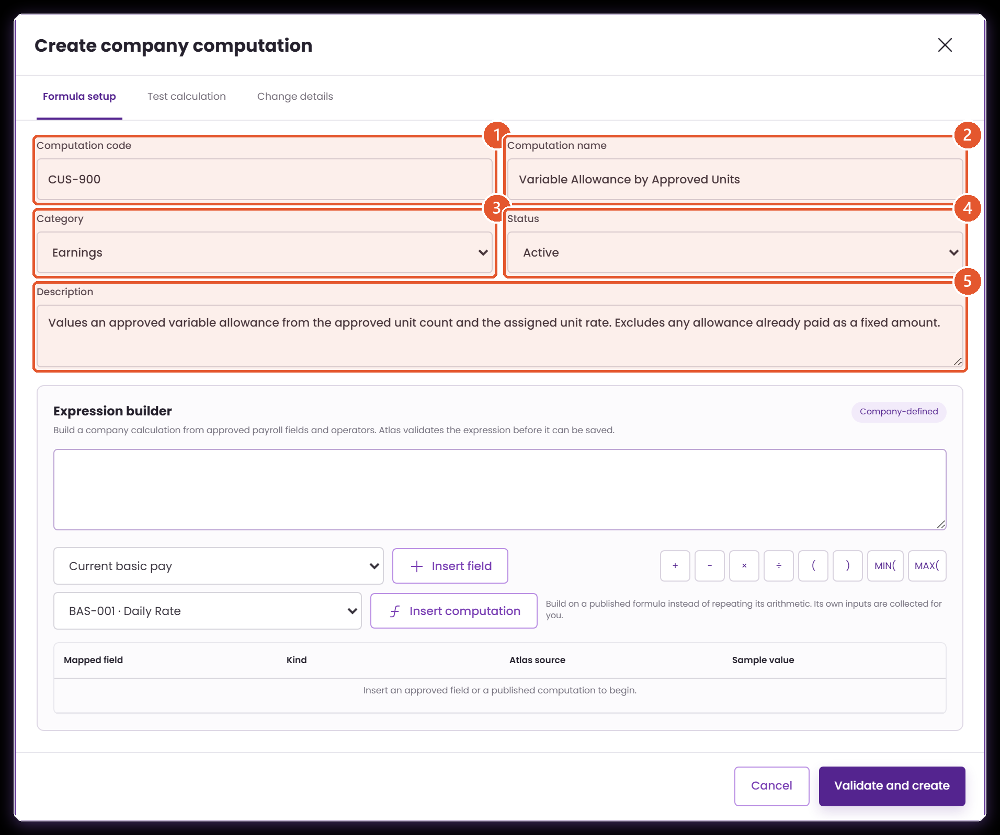 Create company computation
Formula setup
Test calculation
Change details
1
2
Computation code
Computation name
CUS-900
Variable Allowance by Approved Units
3
4
Category
Status
Earnings
Active
5
Description
Values an approved variable allowance from the approved unit count and the assigned unit rate. Excludes any allowance already paid as a fixed amount.
Expression builder
Company-defined
Build a company calculation from approved payroll fields and operators. Atlas validates the expression before it can be saved.
Current basic pay
Insert field
+
-
×
÷
(
)
MIN(
MAX(
BAS-001 · Daily Rate
Insert computation
Build on a published formula instead of repeating its arithmetic. Its own inputs are collected for
you.
Mapped field
Kind
Atlas source
Sample value
Insert an approved field or a published computation to begin.
Cancel
Validate and create